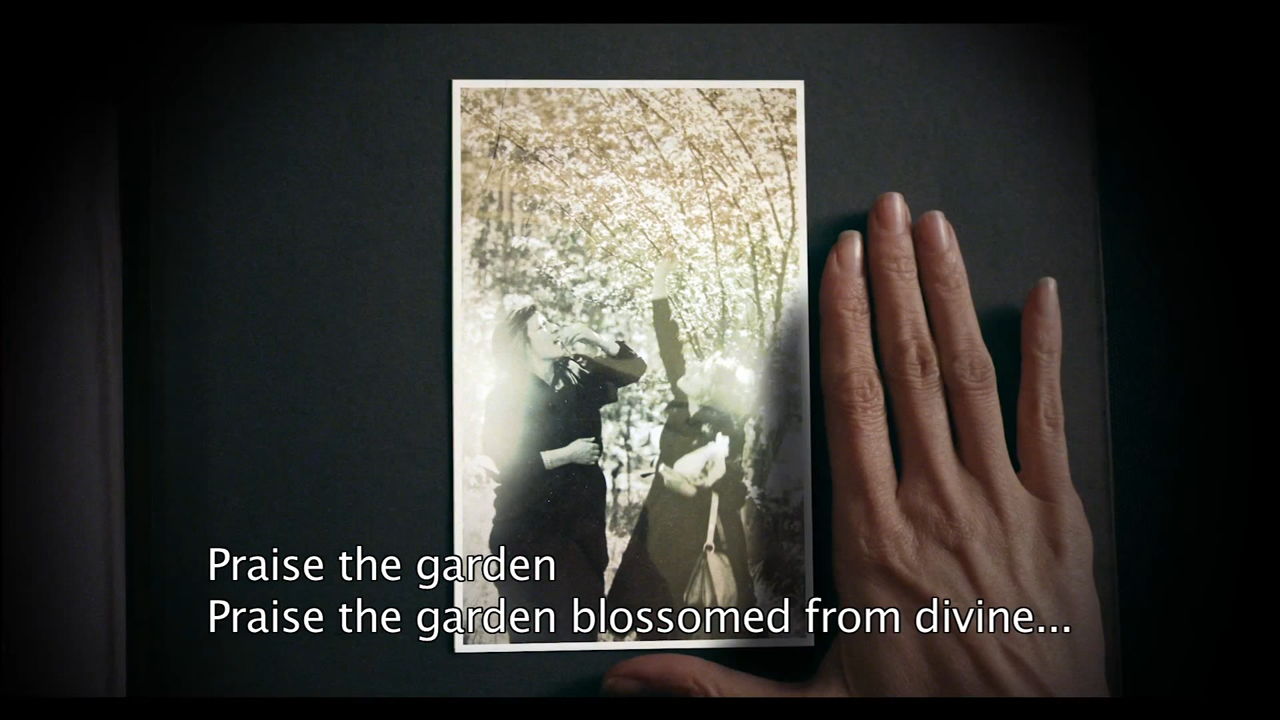 Praise the garden
Praise the garden blossomed from divine...